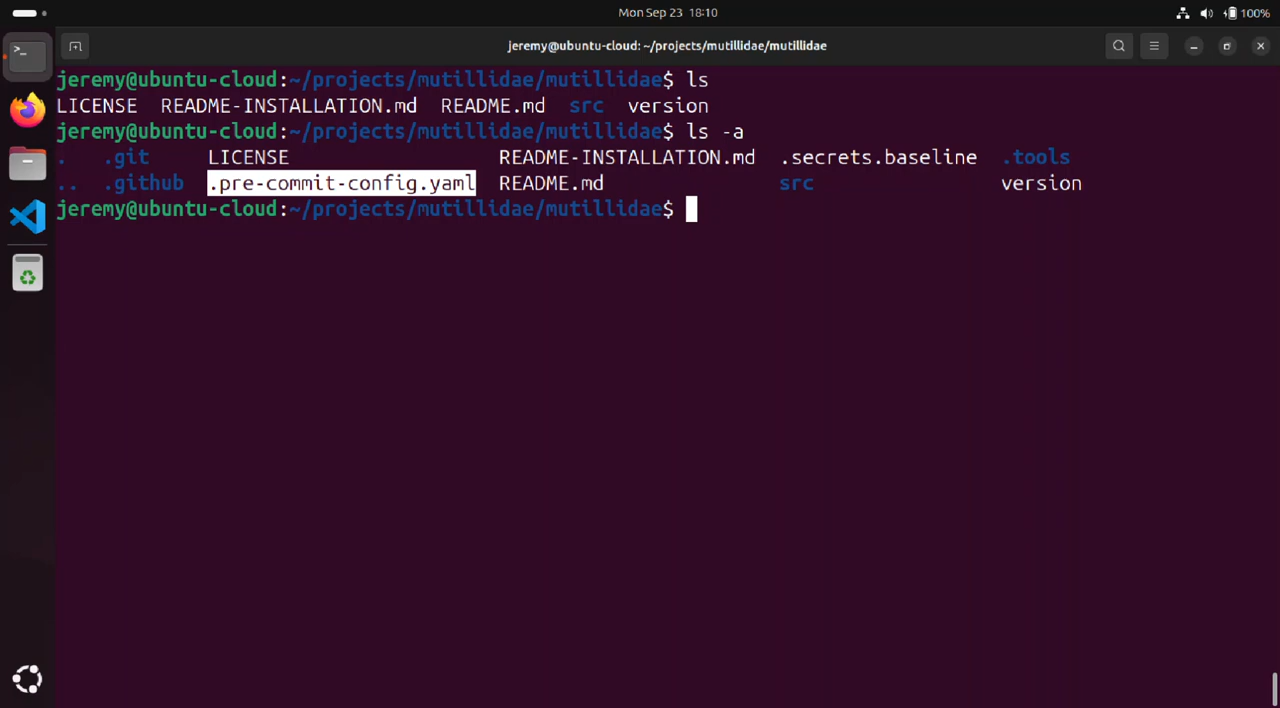 Mon Sep 23 18:10
100%
jeremy@ubuntu-cloud: ~/projects/mutillidae/mutillidae
jeremy@ubuntu-cloud:~/projects/mutillidae/mutillidae$ ls
LICENSE README-INSTALLATION.md README.md src version
jeremy@ubuntu-cloud:~/projects/mutillidae/mutillidae$ ls -a
. .git LICENSE README-INSTALLATION.md .secrets.baseline .tools
.. .github .pre-commit-config.yaml README.md src version
jeremy@ubuntu-cloud:~/projects/mutillidae/mutillidae$